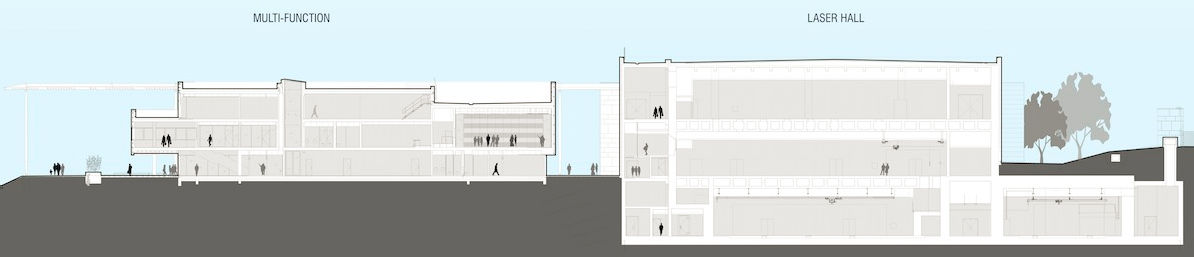 MULTI-FUNCTION
LASER HALL